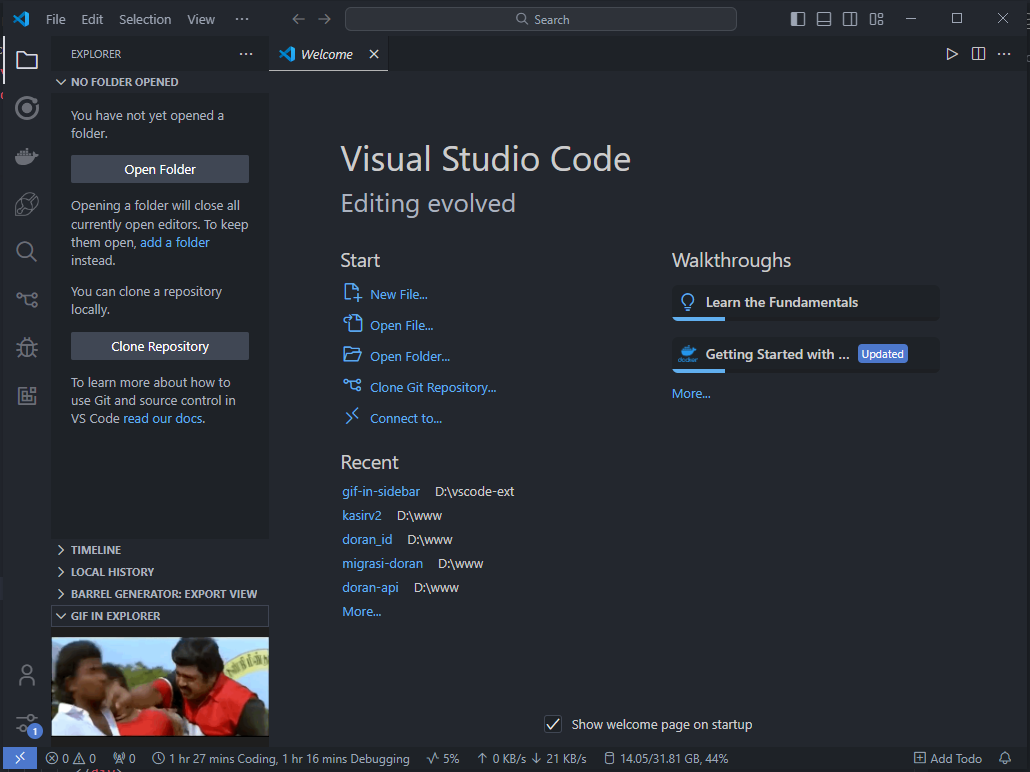 File Edit Selection View ···
Search
EXPLORER ···
Welcome
NO FOLDER OPENED
You have not yet opened a
folder.
Open Folder
Opening a folder will close all
currently open editors. To keep
them open, add a folder
instead.
You can clone a repository
locally.
Clone Repository
To learn more about how to
use Git and source control in
VS Code read our docs.
TIMELINE
LOCAL HISTORY
BARREL GENERATOR: EXPORT VIEW
GIF IN EXPLORER
Visual Studio Code
Editing evolved
Start
New File...
Open File...
Open Folder...
Clone Git Repository...
Connect to...
Recent
gif-in-sidebar D:\vscode-ext
kasirv2 D:\www
doran_id D:\www
migrasi-doran D:\www
doran-api D:\www
More...
Walkthroughs
Learn the Fundamentals
Getting Started with ... Updated
More...
Show welcome page on startup
1
0 0 0 1 hr 27 mins Coding, 1 hr 16 mins Debugging 5% 0 KB/s 21 KB/s 14.05/31.81 GB, 44% Add Todo